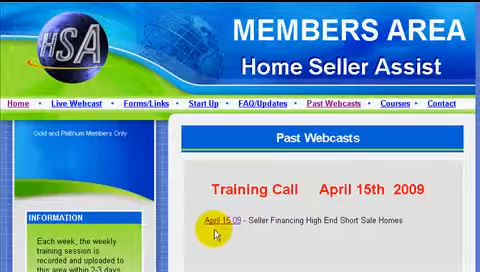 HSA
MEMBERS AREA
Home Seller Assist
Home • Live Webcast • Forms/Links • Start Up • FAQ/Updates • Past Webcasts • Courses • Contact
Gold and Platinum Members Only
Past Webcasts
Training Call April 15th 2009
April 15,09 - Seller Financing High End Short Sale Homes
INFORMATION
Each week, the weekly
training session is
recorded and uploaded to
this area within 2-3 days